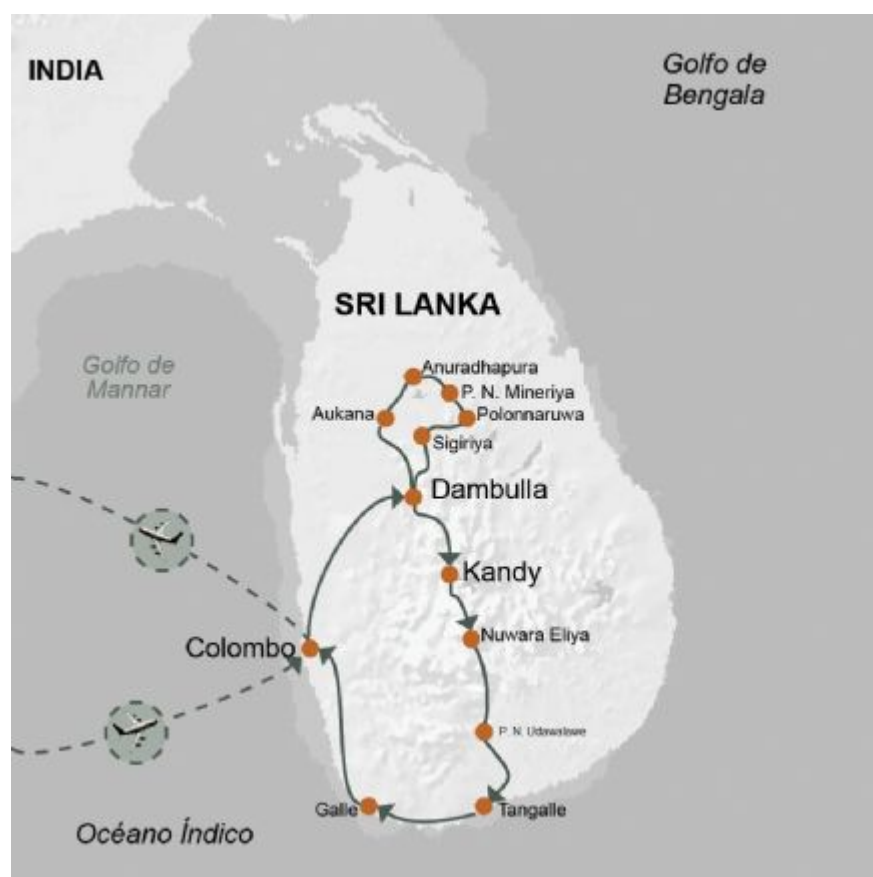 INDIA
Golfo de
Bengala
SRI LANKA
Golfo de
Mannar
Anuradhapura
P. N. Mineriya
Aukana
Polonnaruwa
Sigiriya
Dambulla
Kandy
Nuwara Eliya
Colombo
P. N. Udawalawe
Galle
Tangalle
Océano Índico